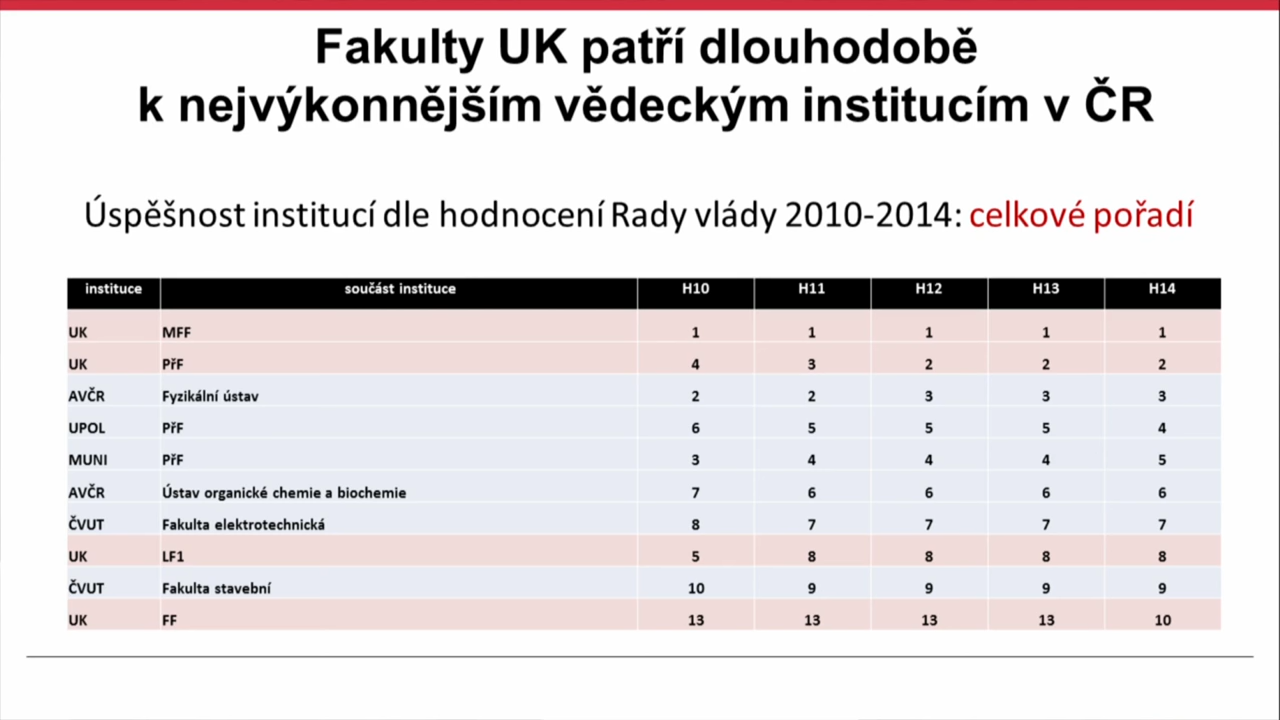 Fakulty UK patří dlouhodobě
k nejvýkonnějším vědeckým institucím v ČR
Úspěšnost institucí dle hodnocení Rady vlády 2010-2014: celkové pořadí
instituce součást instituce H10 H11 H12 H13 H14
UK MFF 1 1 1 1 1
UK PřF 4 3 2 2 2
AVČR Fyzikální ústav 2 2 3 3 3
UPOL PřF 6 5 5 5 4
MUNI PřF 3 4 4 4 5
AVČR Ústav organické chemie a biochemie 7 6 6 6 6
ČVUT Fakulta elektrotechnická 8 7 7 7 7
UK LF1 5 8 8 8 8
ČVUT Fakulta stavební 10 9 9 9 9
UK FF 13 13 13 13 10